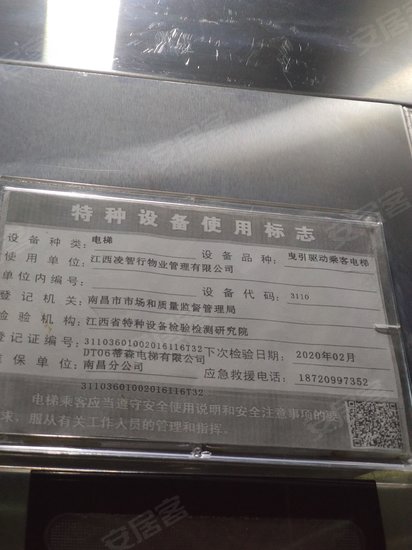 特种设备使用标志
设备种类：电梯
使用单位：江西凌智行物业管理有限公司 设备品种：曳引驱动乘客电梯
单位内编号： 设备代码：3110
登记机关：南昌市市场和质量监督管理局
检验机构：江西省特种设备检验检测研究院
登记证编号：31103601002016116T32 下次检验日期：2020年02月
维保单位：DT06蒂森电梯有限公司南昌分公司 应急救援电话：18720997352
31103601002016116T32
电梯乘客应当遵守安全使用说明和安全注意事项的要
求，服从有关工作人员的管理和指挥。
安居客
安居客